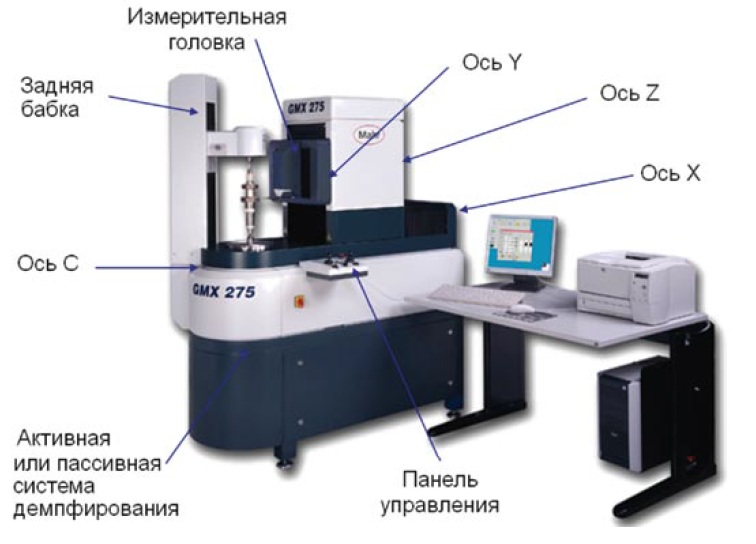 Измерительная
головка
Задняя
бабка
Ось Y
Ось Z
Ось X
GMX 275
Mahr
Ось C
GMX 275
Активная
или пассивная
система
демпфирования
Панель
управления